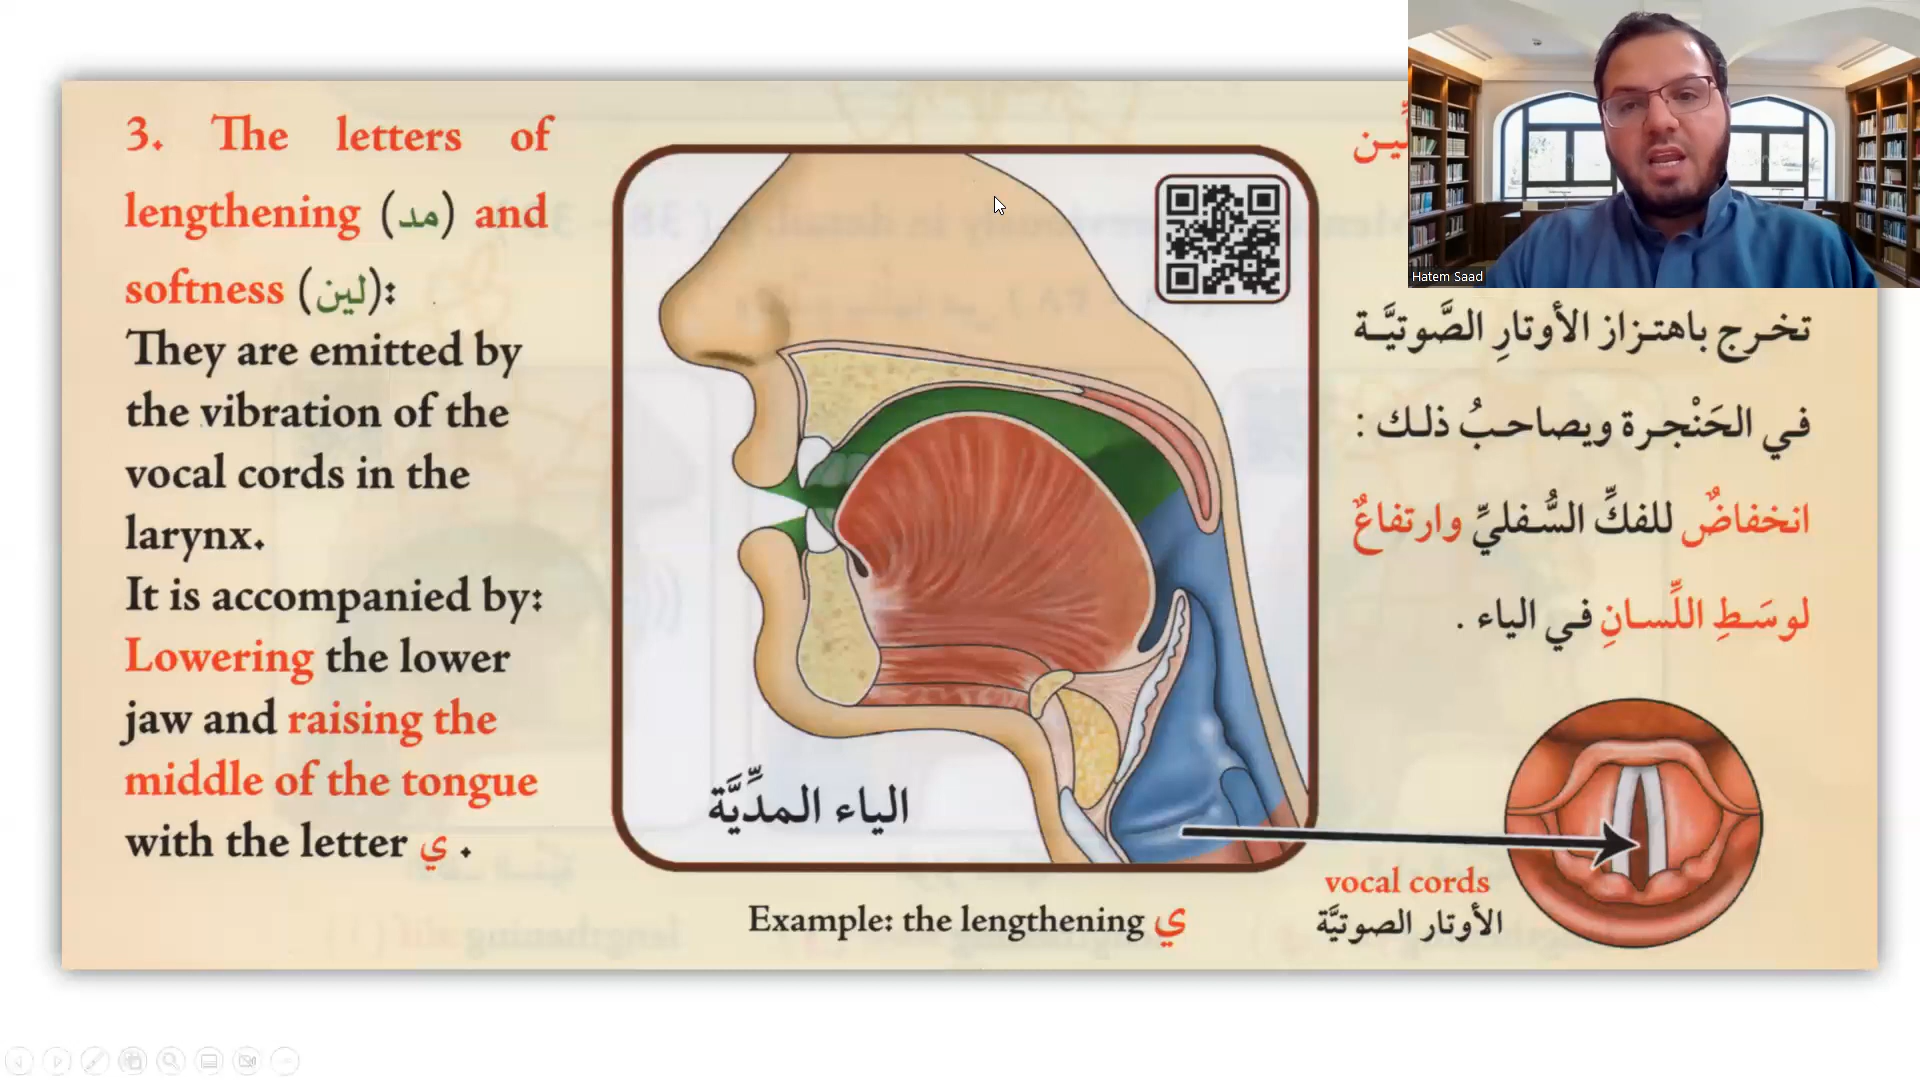 3. The letters of
lengthening (مد) and
softness (لين):
They are emitted by
the vibration of the
vocal cords in the
larynx.
It is accompanied by:
Lowering the lower
jaw and raising the
middle of the tongue
with the letter ي .
الياء المدِّيَّة
Example: the lengthening ي
تخرج باهتزاز الأوتارِ الصَّوتيَّة
في الحَنْجرة ويصاحبُ ذلك :
انخفاضٌ للفكِّ السُّفليِّ وارتفاعٌ
لوسَطِ اللِّسانِ في الياء .
vocal cords
الأوتار الصوتيَّة
Hatem Saad